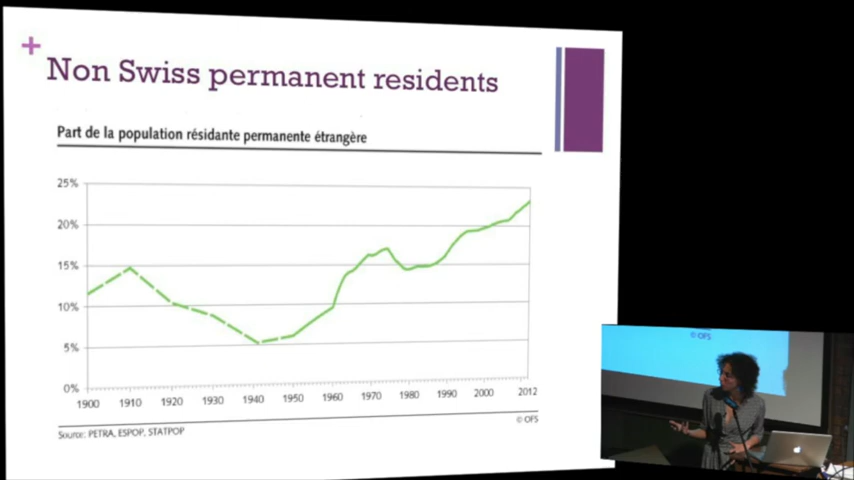 +
Non Swiss permanent residents
Part de la population résidante permanente étrangère
25%
20%
15%
10%
5%
0%
1900 1910 1920 1930 1940 1950 1960 1970 1980 1990 2000 2012
Source: PETRA, ESPOP, STATPOP
© OFS
© OFS